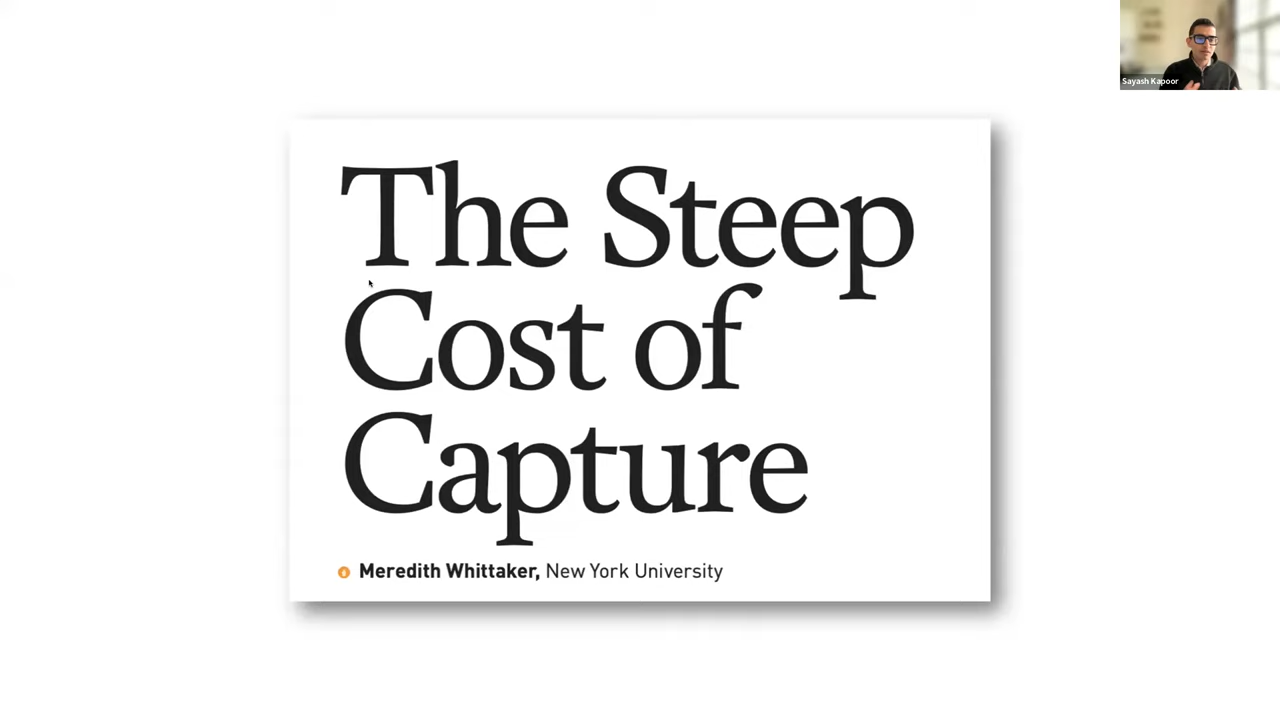 Sayash Kapoor
The Steep
Cost of
Capture
Meredith Whittaker, New York University